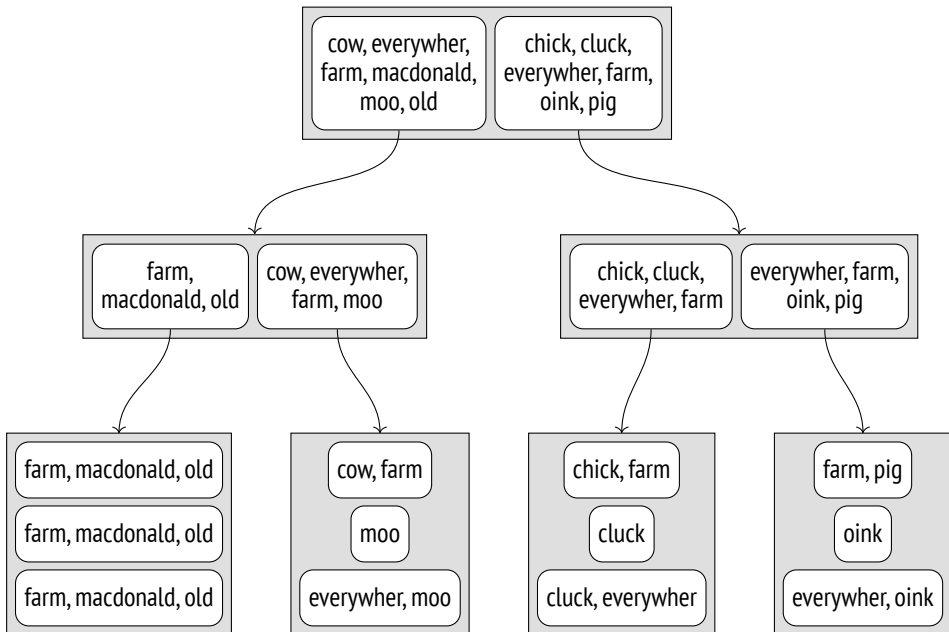 cow, everywher,
farm, macdonald,
moo, old
chick, cluck,
everywher, farm,
oink, pig
farm,
macdonald, old
cow, everywher,
farm, moo
chick, cluck,
everywher, farm
everywher, farm,
oink, pig
farm, macdonald, old
farm, macdonald, old
farm, macdonald, old
cow, farm
moo
everywher, moo
chick, farm
cluck
cluck, everywher
farm, pig
oink
everywher, oink